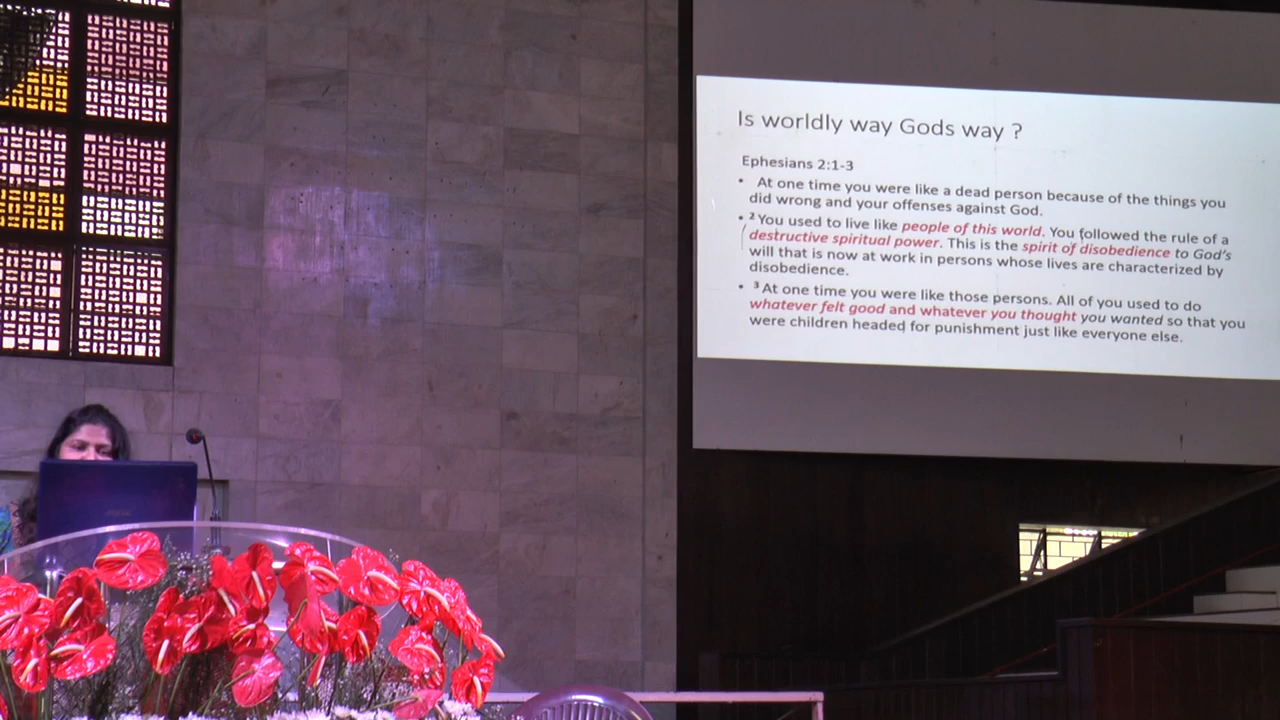 Is worldly way Gods way ?
Ephesians 2:1-3
• At one time you were like a dead person because of the things you
did wrong and your offenses against God.
• ² You used to live like people of this world. You followed the rule of a
destructive spiritual power. This is the spirit of disobedience to God's
will that is now at work in persons whose lives are characterized by
disobedience.
• ³ At one time you were like those persons. All of you used to do
whatever felt good and whatever you thought you wanted so that you
were children headed for punishment just like everyone else.